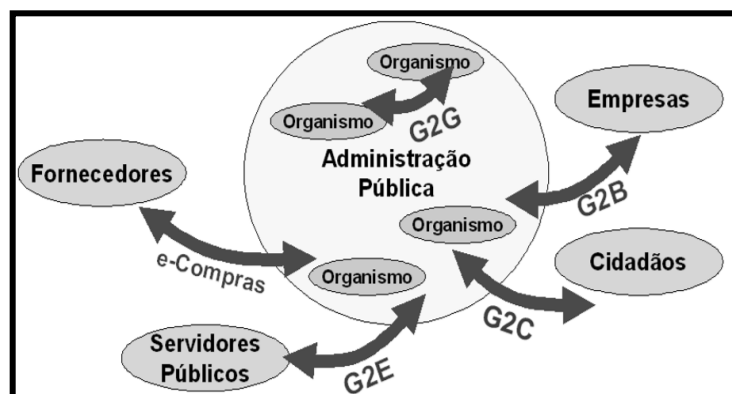 Organismo
Organismo
G2G
Empresas
Fornecedores
Administração
Pública
G2B
Organismo
e-Compras
Organismo
Cidadãos
G2C
Servidores
Públicos
G2E